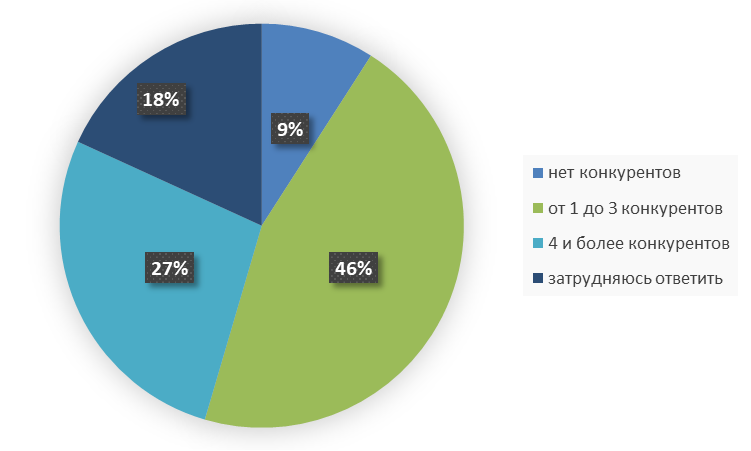 18%
9%
27%
46%
нет конкурентов
от 1 до 3 конкурентов
4 и более конкурентов
затрудняюсь ответить